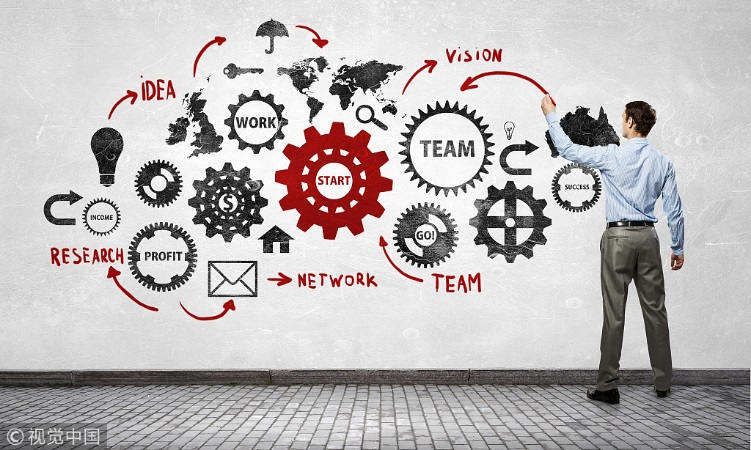 VISION
IDEA
WORK
TEAM
START
SUCCESS
INCOME
$
GO!
RESEARCH
PROFIT
NETWORK
TEAM
©视觉中国